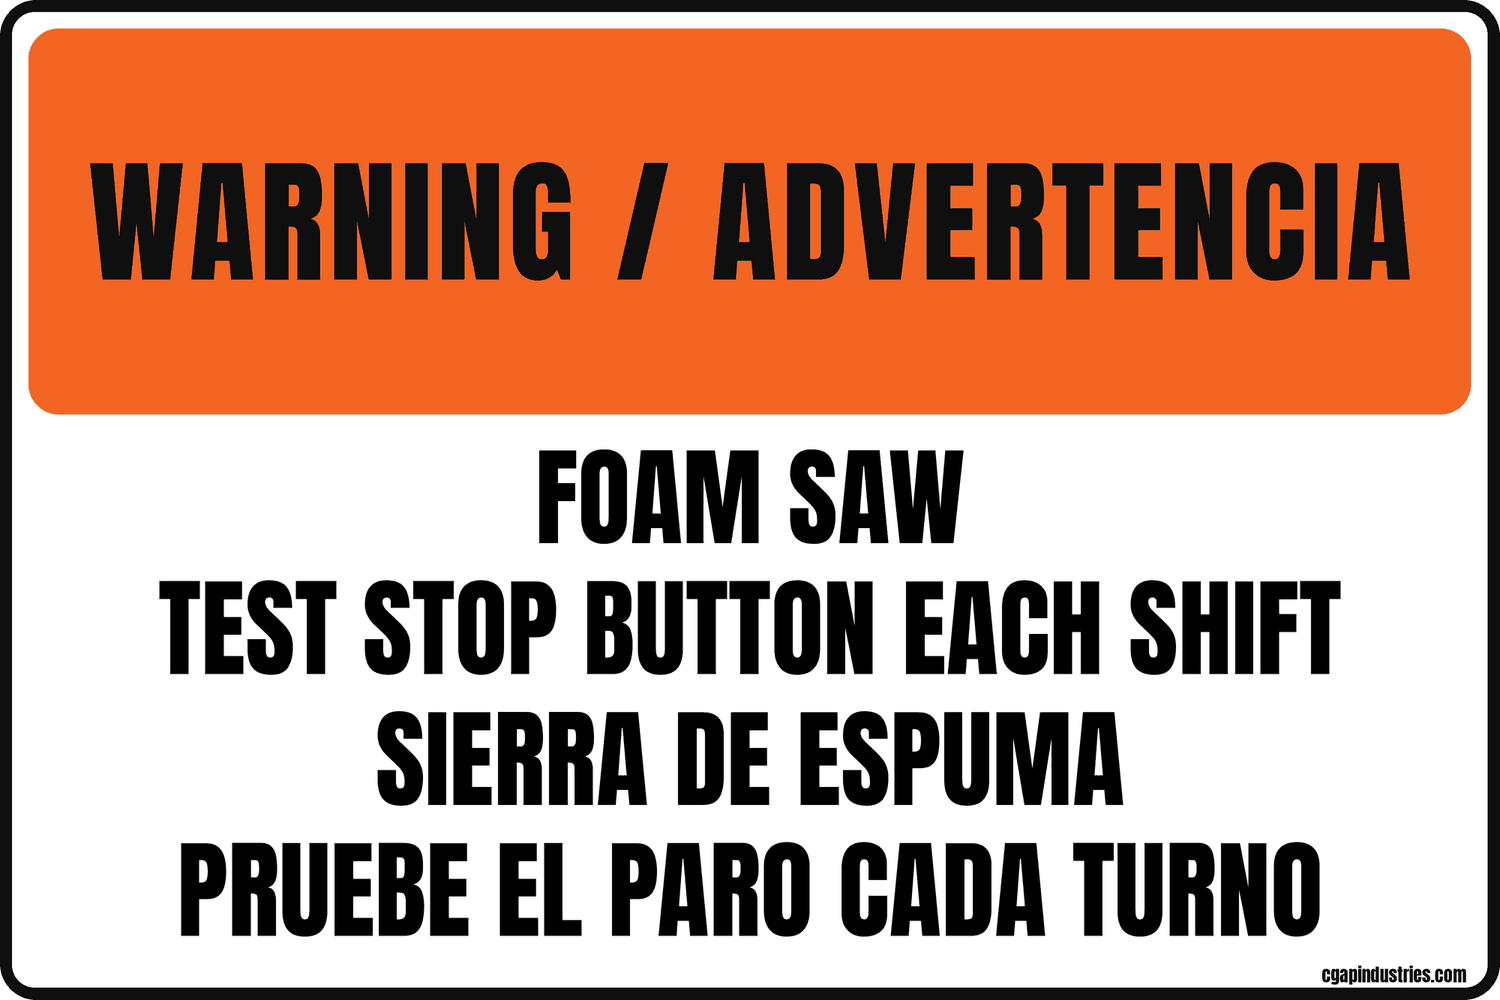 WARNING / ADVERTENCIA
FOAM SAW
TEST STOP BUTTON EACH SHIFT
SIERRA DE ESPUMA
PRUEBE EL PARO CADA TURNO
cgapindustries.com